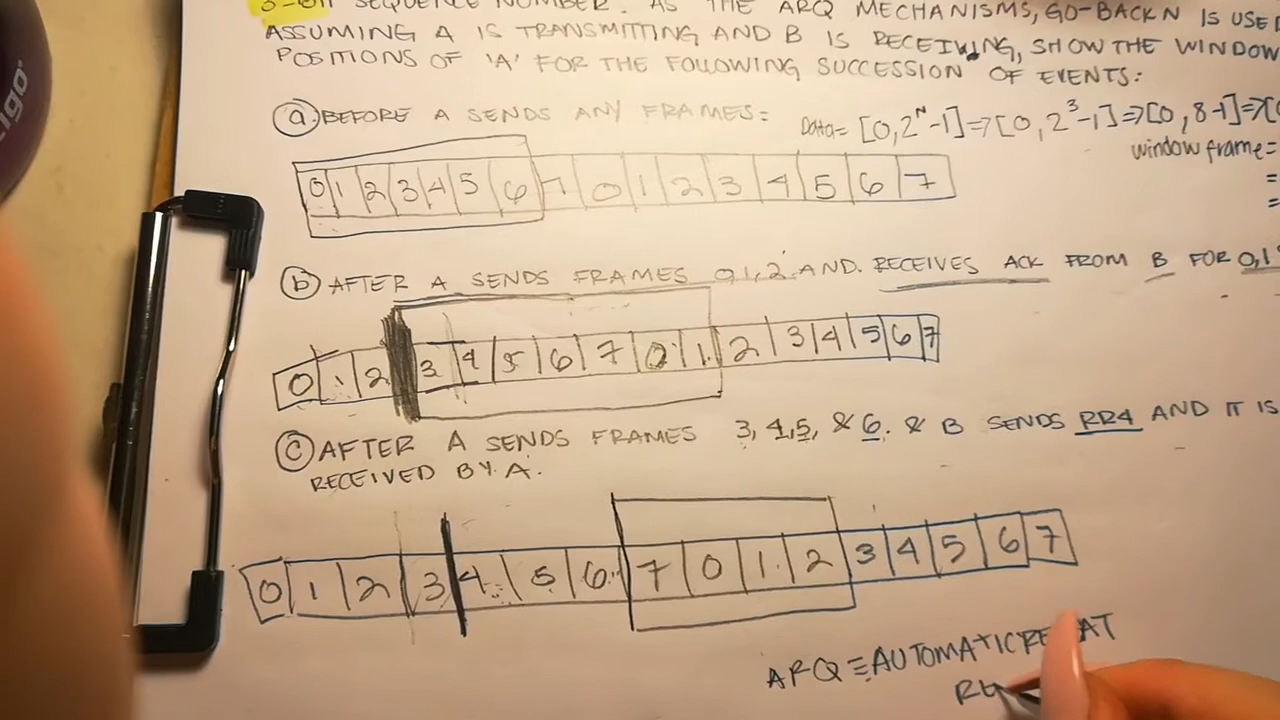 3-BIT SEQUENCE NUMBER. AS THE ARQ MECHANISMS, GO-BACK N IS USE
ASSUMING A IS TRANSMITTING AND B IS RECEIVING, SHOW THE WINDOW
POSITIONS OF 'A' FOR THE FOLLOWING SUCCESSION OF EVENTS:
(a) BEFORE A SENDS ANY FRAMES:
Data = [0, 2^N -1] => [0, 2^3 -1] => [0, 8-1] => [
window frame =
=
=
0 1 2 3 4 5 6 7 0 1 2 3 4 5 6 7
(b) AFTER A SENDS FRAMES 0,1,2 AND RECEIVES ACK FROM B FOR 0,1
0 1 2 3 4 5 6 7 0 1 2 3 4 5 6 7
(c) AFTER A SENDS FRAMES 3, 4, 5, & 6. & B SENDS RR4 AND IT IS
RECEIVED BY A.
0 1 2 3 4 5 6 7 0 1 2 3 4 5 6 7
ARQ ≡ AUTOMATIC